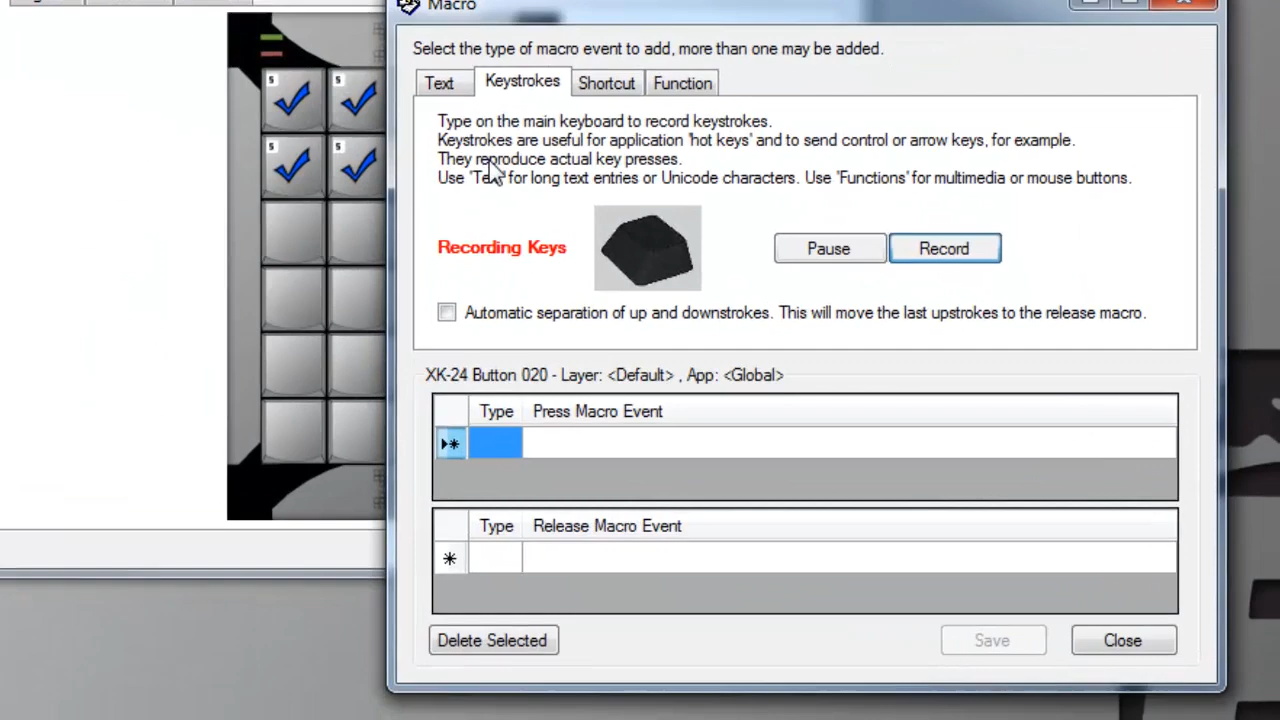 Macro
Select the type of macro event to add, more than one may be added.
Text Keystrokes Shortcut Function
Type on the main keyboard to record keystrokes.
Keystrokes are useful for application 'hot keys' and to send control or arrow keys, for example.
They reproduce actual key presses.
Use 'Text' for long text entries or Unicode characters. Use 'Functions' for multimedia or mouse buttons.
Recording Keys
Pause Record
Automatic separation of up and downstrokes. This will move the last upstrokes to the release macro.
XK-24 Button 020 - Layer: <Default> , App: <Global>
Type Press Macro Event
Type Release Macro Event
Delete Selected Save Close
S S
S S